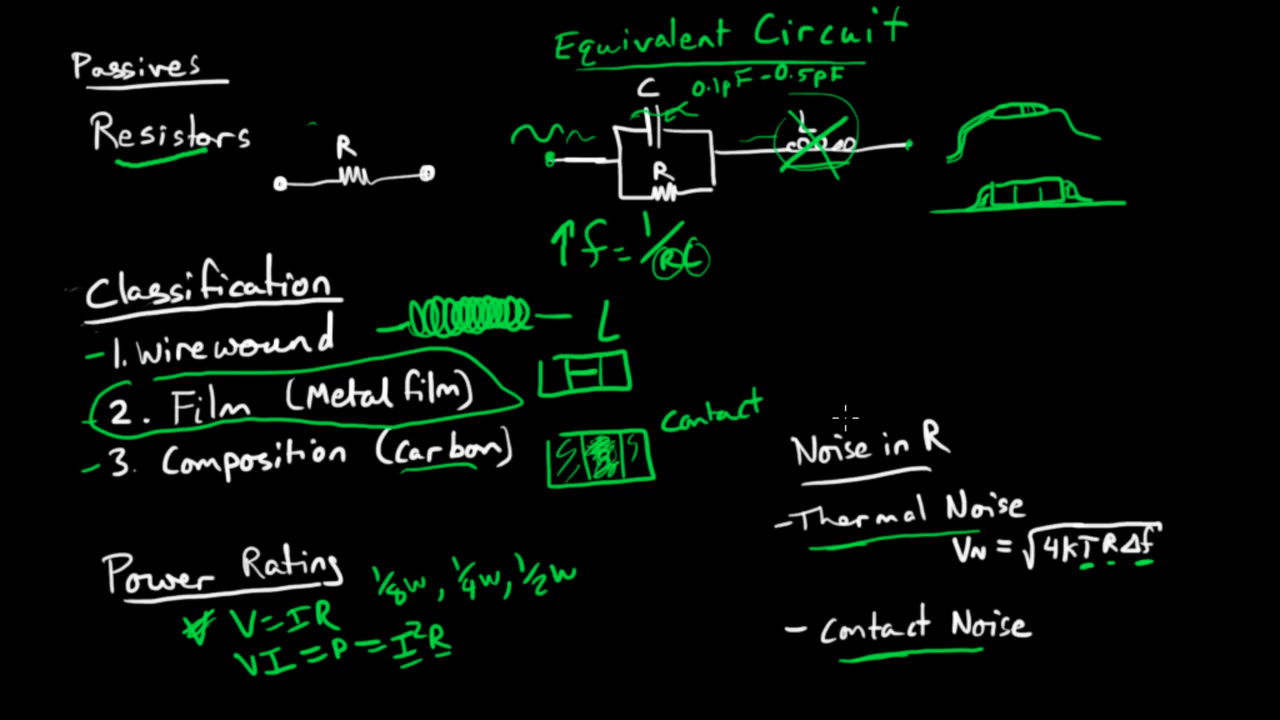 Passives
Resistors
R
Equivalent Circuit
C
0.1pF - 0.5pF
L
R
↑f = 1/RC
Classification
- 1. Wirewound
L
- 2. Film (Metal film)
- 3. Composition (Carbon)
Contact
Power Rating
1/8W, 1/4W, 1/2W
V=IR
VI = P = I²R
Noise in R
- Thermal Noise
VN = √4kTRΔf
- Contact Noise